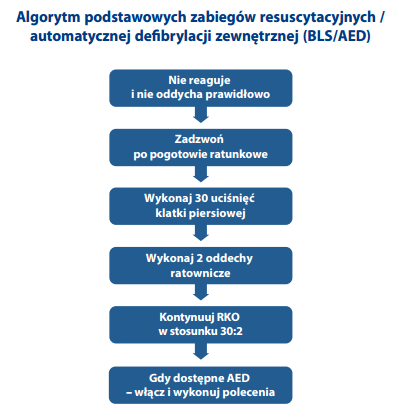 Algorytm podstawowych zabiegów resuscytacyjnych /
automatycznej defibrylacji zewnętrznej (BLS/AED)
Nie reaguje
i nie oddycha prawidłowo
Zadzwoń
po pogotowie ratunkowe
Wykonaj 30 uciśnięć
klatki piersiowej
Wykonaj 2 oddechy
ratownicze
Kontynuuj RKO
w stosunku 30:2
Gdy dostępne AED
– włącz i wykonuj polecenia